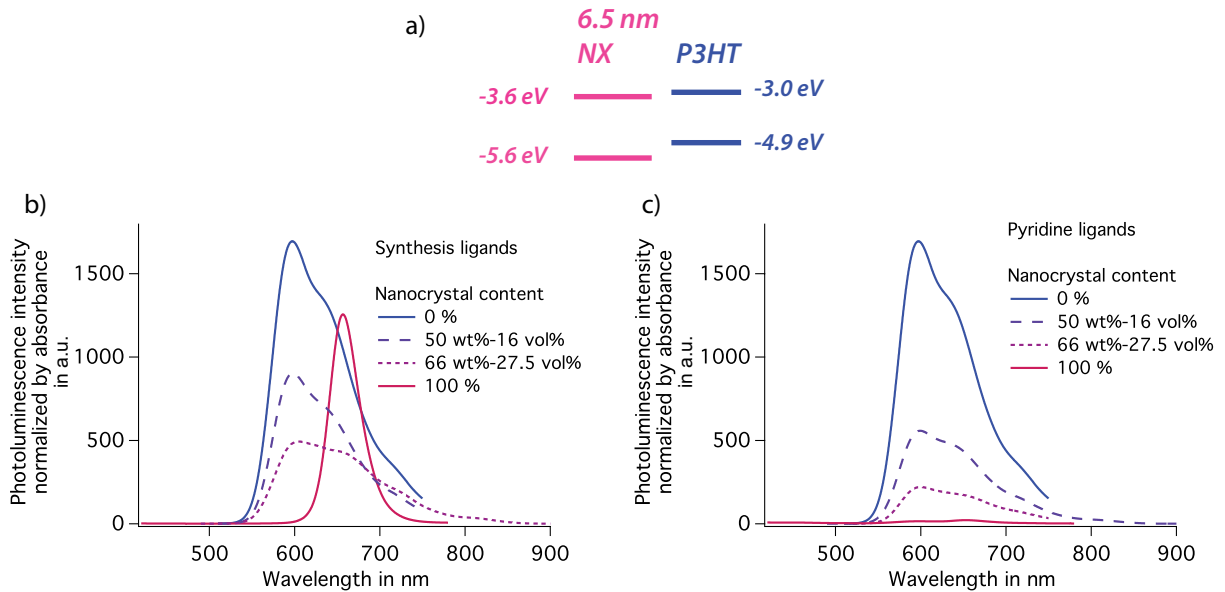 a)
6.5 nm
NX
P3HT
-3.6 eV
-3.0 eV
-5.6 eV
-4.9 eV
b)
Photoluminescence intensity
normalized by absorbance
in a.u.
1500
1000
500
0
Synthesis ligands
Nanocrystal content
0 %
50 wt%-16 vol%
66 wt%-27.5 vol%
100 %
500
600
700
800
900
Wavelength in nm
c)
Photoluminescence intensity
normalized by absorbance
in a.u.
1500
1000
500
0
Pyridine ligands
Nanocrystal content
0 %
50 wt%-16 vol%
66 wt%-27.5 vol%
100 %
500
600
700
800
900
Wavelength in nm